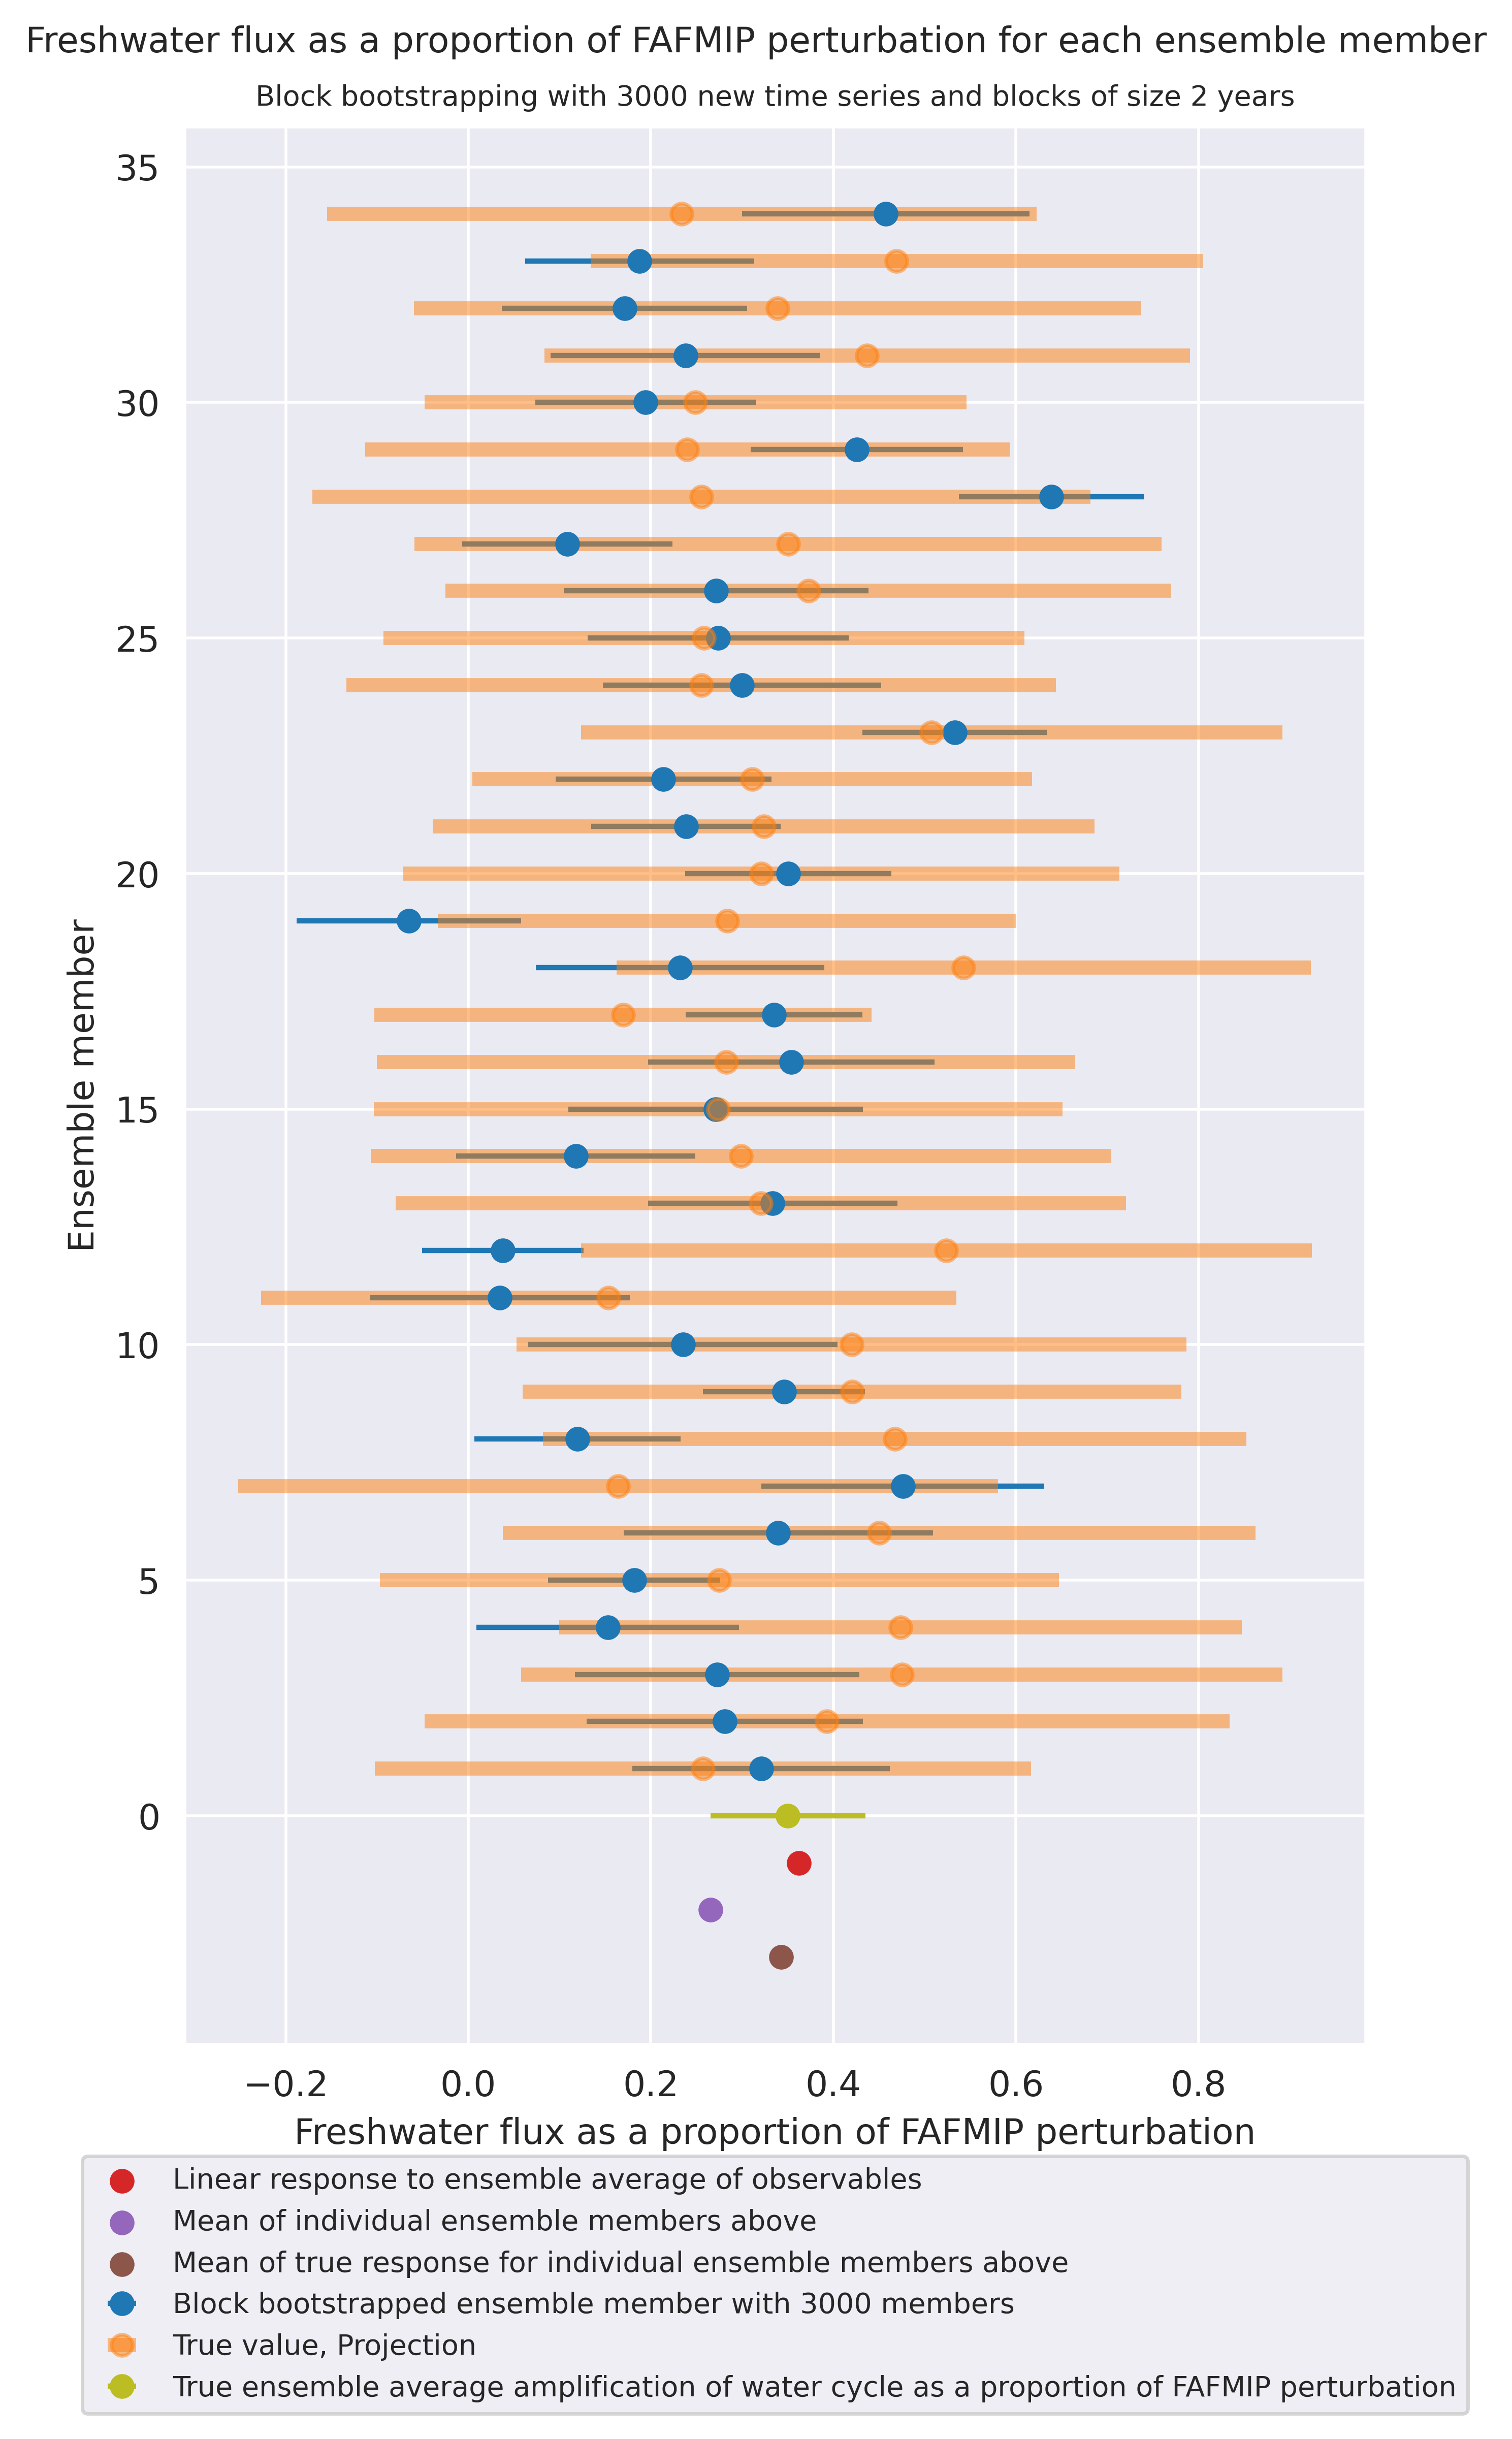 Freshwater flux as a proportion of FAFMIP perturbation for each ensemble member
Block bootstrapping with 3000 new time series and blocks of size 2 years
35
30
25
20
15
10
5
0
Ensemble member
−0.2 0.0 0.2 0.4 0.6 0.8
Freshwater flux as a proportion of FAFMIP perturbation
Linear response to ensemble average of observables
Mean of individual ensemble members above
Mean of true response for individual ensemble members above
Block bootstrapped ensemble member with 3000 members
True value, Projection
True ensemble average amplification of water cycle as a proportion of FAFMIP perturbation